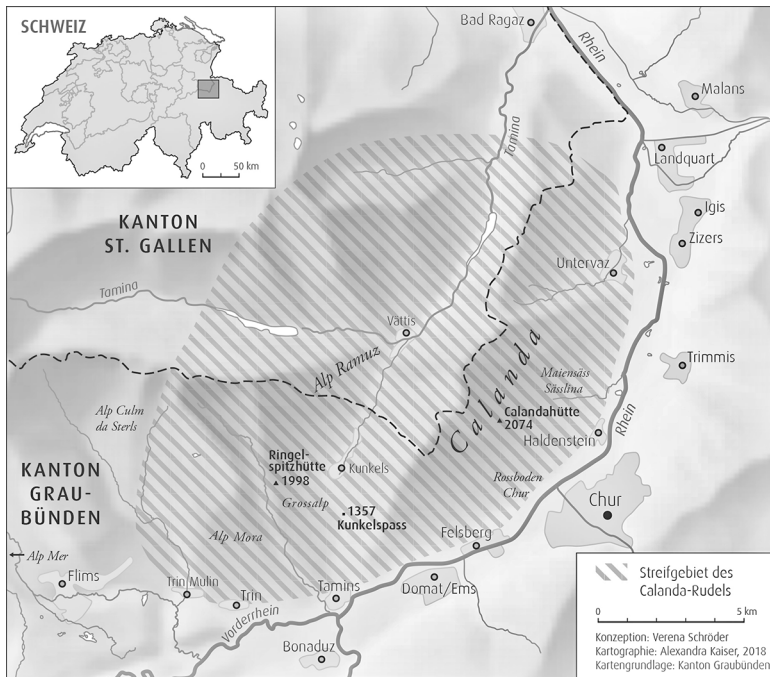 SCHWEIZ
0 50 km
Bad Ragaz
Rhein
Malans
Tamina
Landquart
KANTON
ST. GALLEN
Igis
Zizers
Untervaz
Tamina
Vättis
Alp Ramuz
Calanda
Trimmis
Maiensäss
Sässlina
Alp Culm
da Sterls
Calandahütte
2074
Rhein
Haldenstein
KANTON
GRAU-
BÜNDEN
Ringel-
spitzhütte
1998
Kunkels
Grossalp
Rossboden
Chur
Chur
1357
Kunkelspass
Alp Mora
Felsberg
Alp Mer
Flims
Trin Mulin
Trin
Tamins
Domat/Ems
Vorderrhein
Bonaduz
Streifgebiet des
Calanda-Rudels
0 5 km
Konzeption: Verena Schröder
Kartographie: Alexandra Kaiser, 2018
Kartengrundlage: Kanton Graubünden